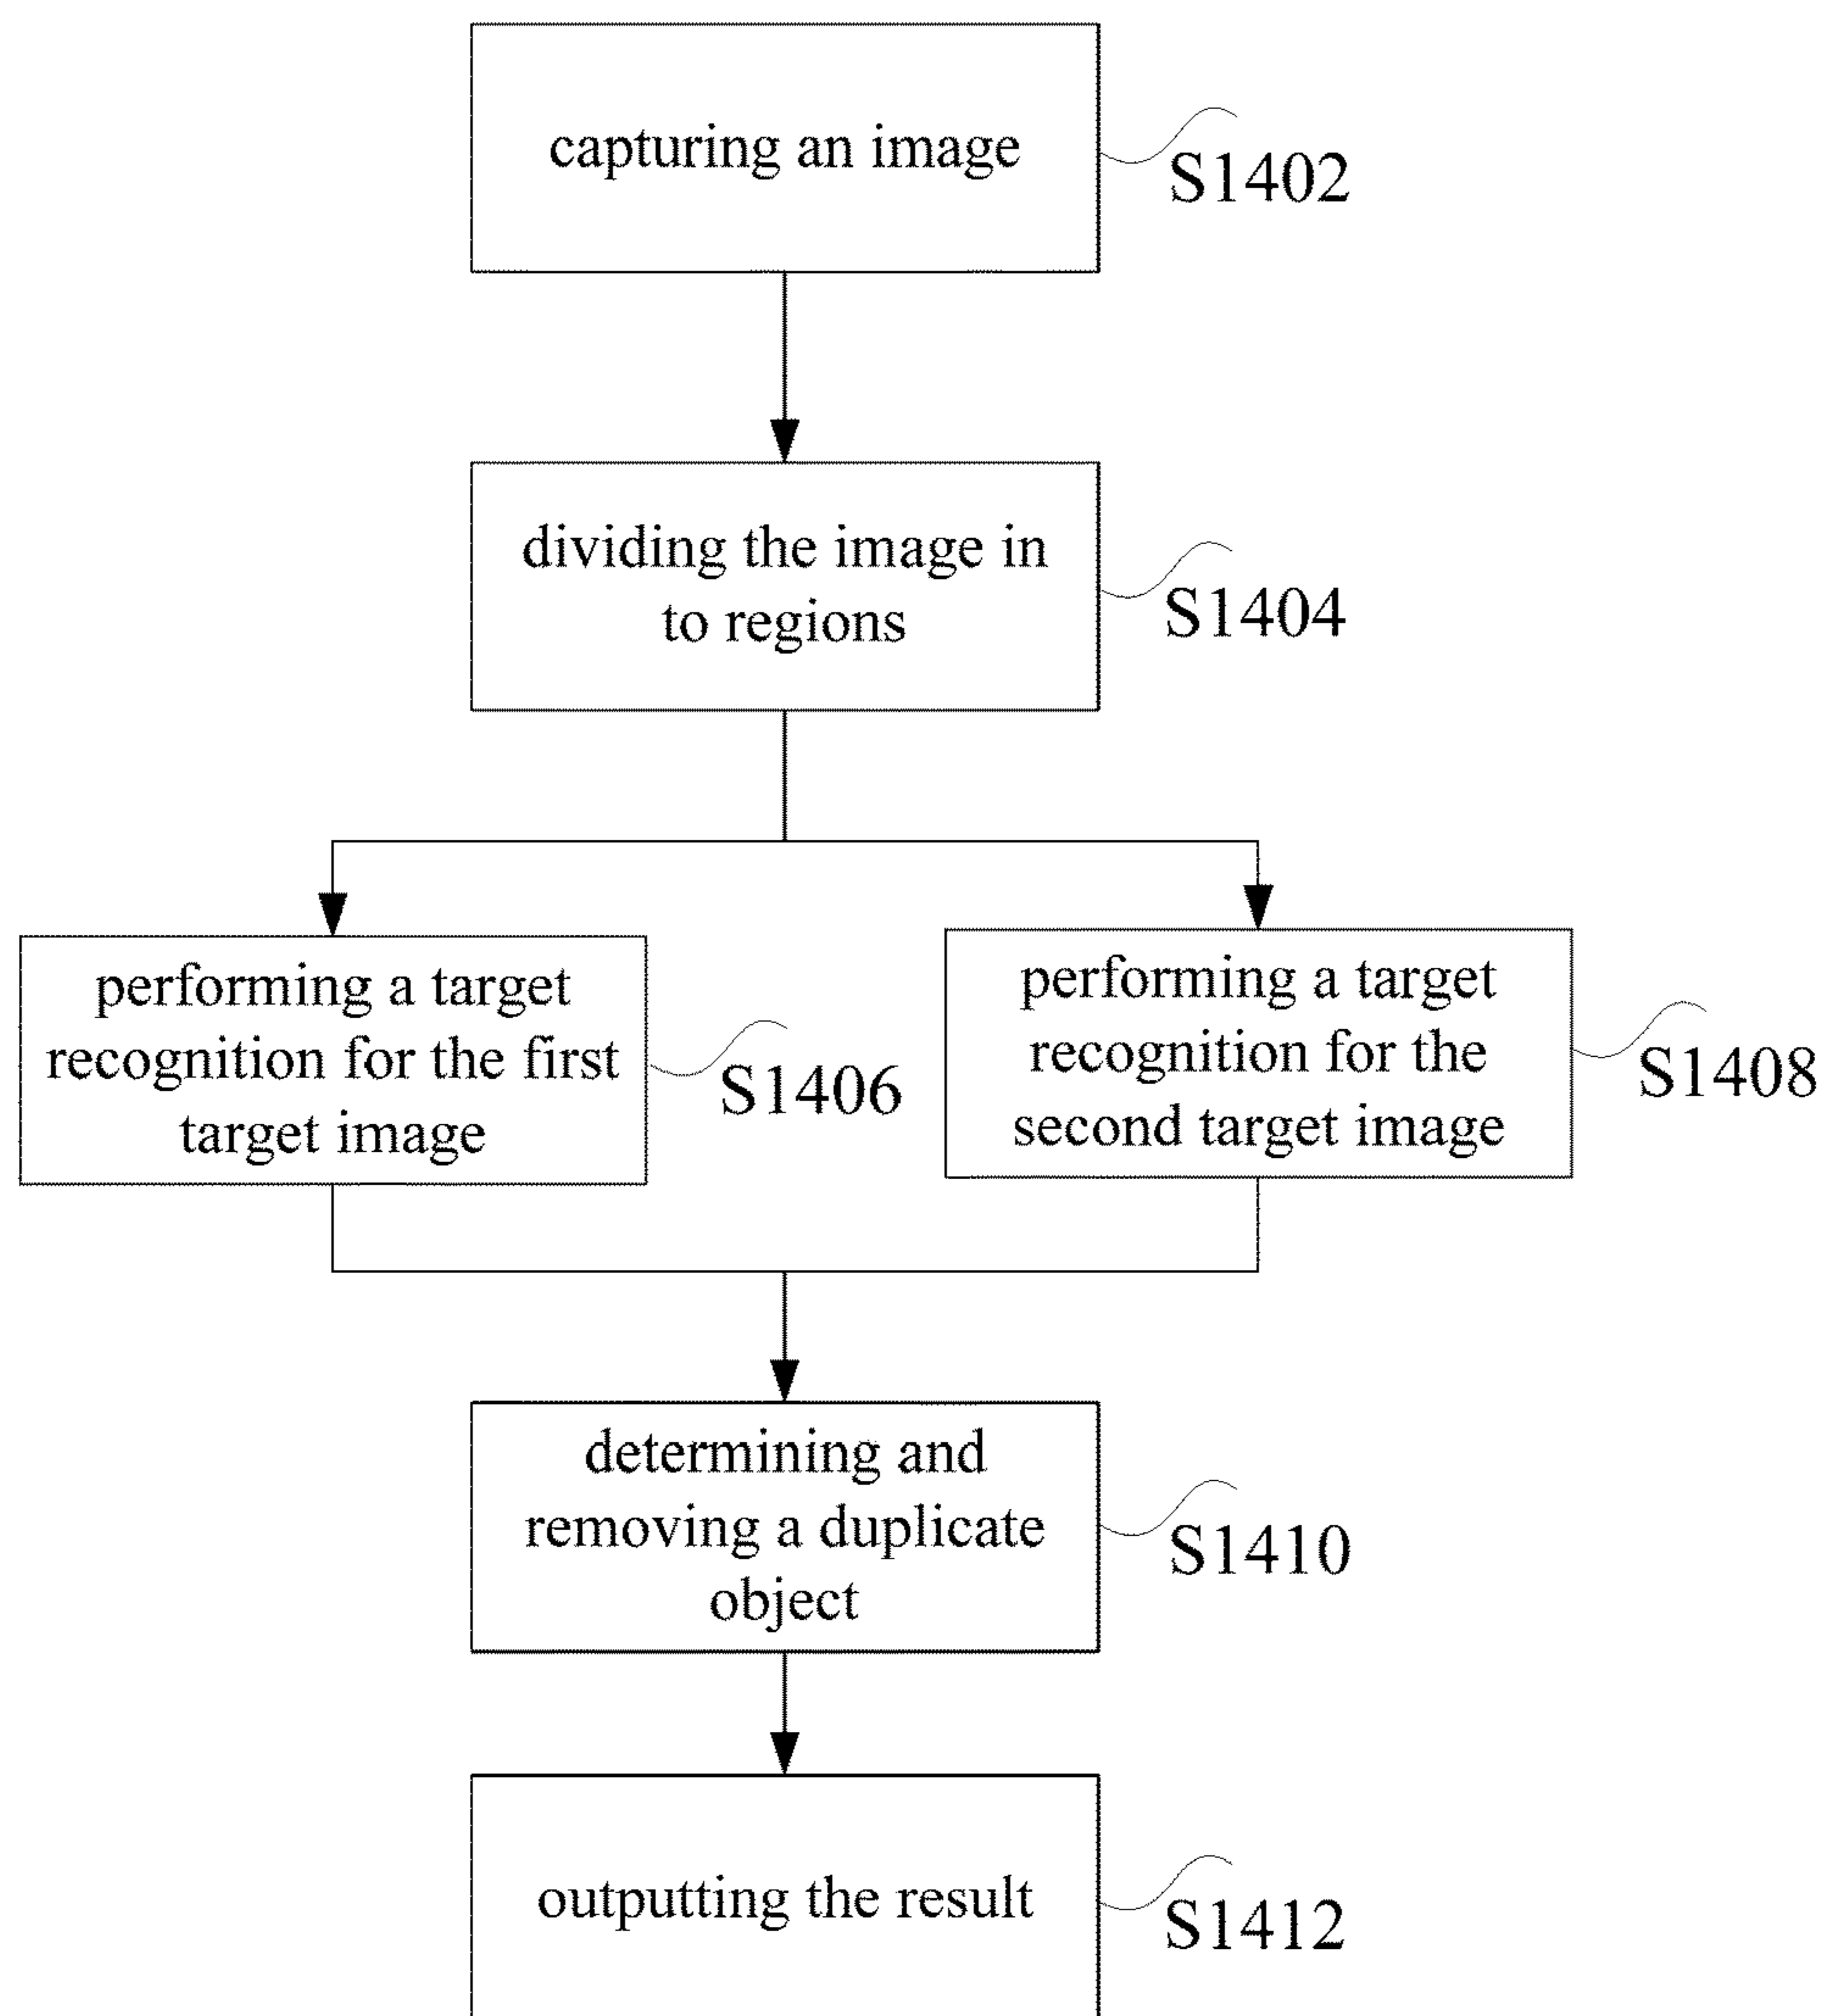 capturing an image
S1402
dividing the image in
to regions
S1404
performing a target
recognition for the first
target image
S1406
performing a target
recognition for the
second target image
S1408
determining and
removing a duplicate
object
S1410
outputting the result
S1412